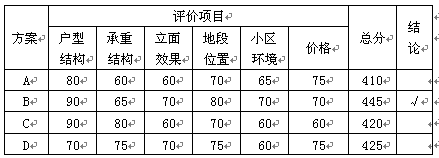 方案 评价项目 总分 结论
户型结构 承重结构 立面效果 地段位置 小区环境 价格
A 80 60 60 70 65 75 410
B 90 65 70 80 70 70 445 √
C 90 80 60 70 60 60 420
D 70 75 70 75 60 75 425